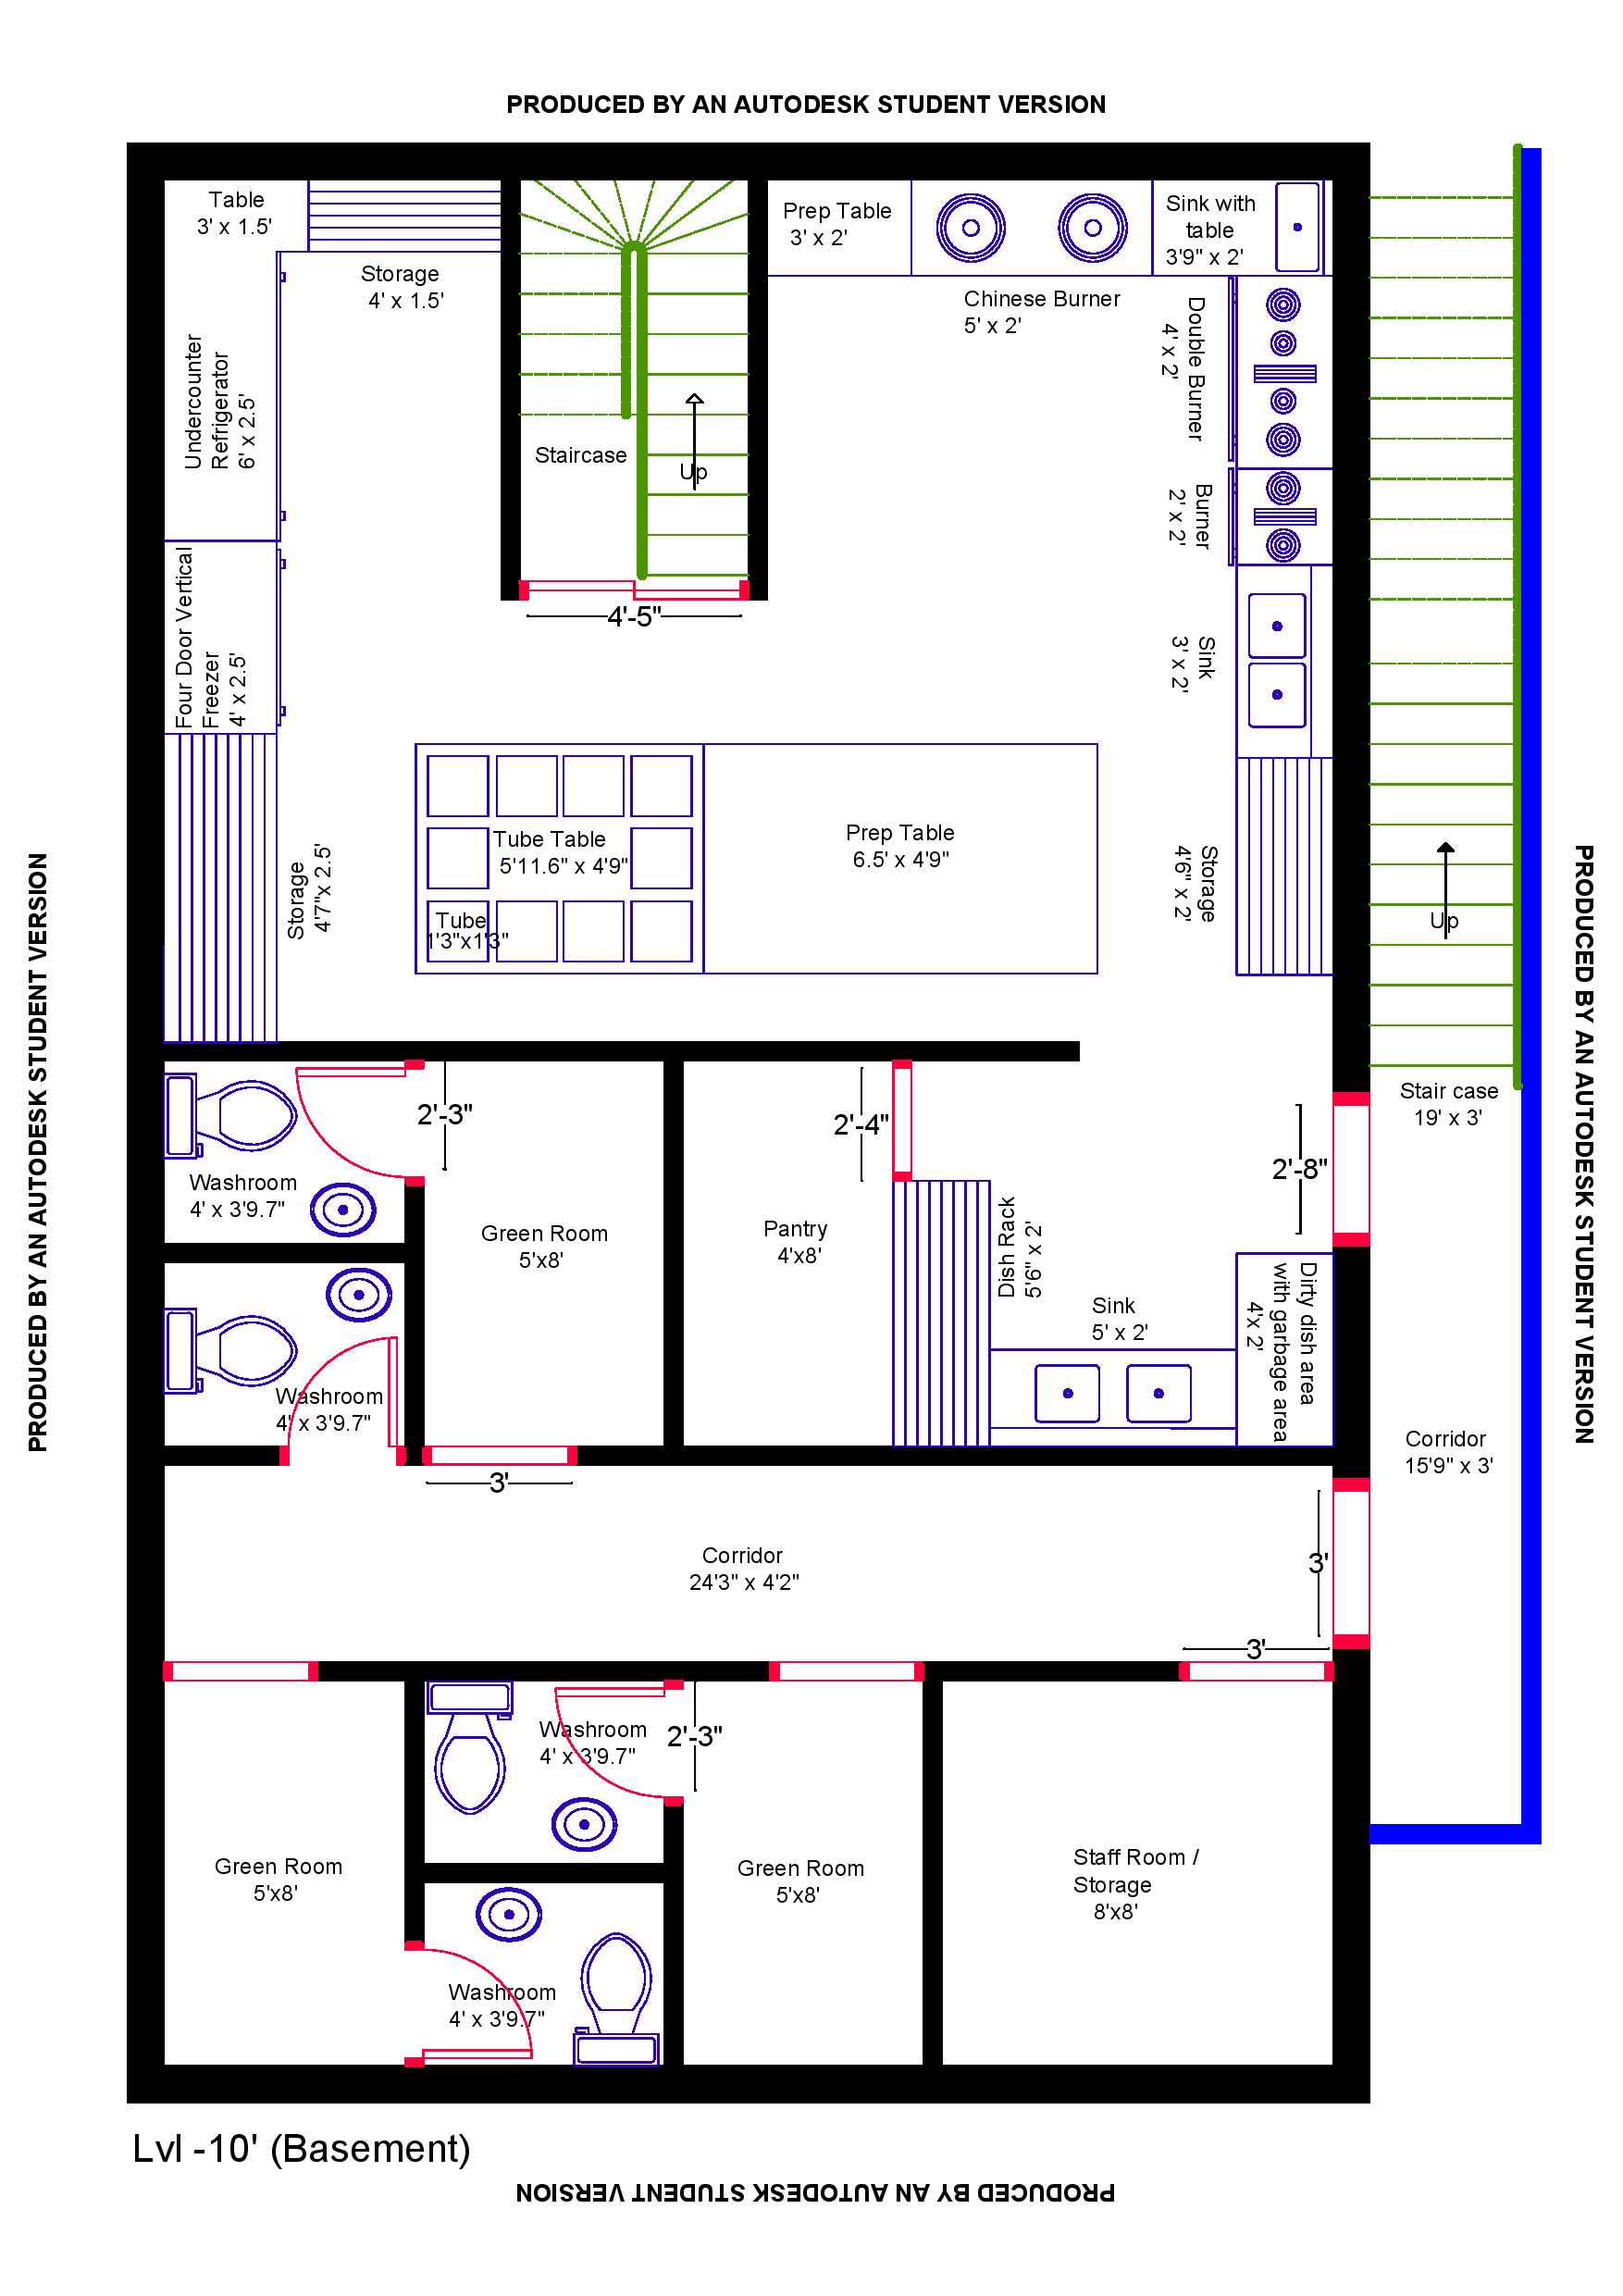 PRODUCED BY AN AUTODESK STUDENT VERSION
Table
3' x 1.5'
Storage
4' x 1.5'
Undercounter
Refrigerator
6' x 2.5'
Four Door Vertical
Freezer
4' x 2.5'
Storage
4'7"x 2.5'
Staircase
Up
4'-5"
Prep Table
3' x 2'
Chinese Burner
5' x 2'
Sink with
table
3'9" x 2'
Double Burner
4' x 2'
Burner
2' x 2'
Sink
3' x 2'
Storage
4'6" x 2'
Tube Table
5'11.6" x 4'9"
Tube
1'3"x1'3"
Prep Table
6.5' x 4'9"
Up
Stair case
19' x 3'
PRODUCED BY AN AUTODESK STUDENT VERSION
PRODUCED BY AN AUTODESK STUDENT VERSION
2'-3"
Washroom
4' x 3'9.7"
Green Room
5'x8'
Washroom
4' x 3'9.7"
3'
2'-4"
Pantry
4'x8'
Dish Rack
5'6" x 2'
Sink
5' x 2'
2'-8"
Dirty dish area
with garbage area
4'x 2'
Corridor
15'9" x 3'
Corridor
24'3" x 4'2"
3'
3'
Washroom
4' x 3'9.7"
2'-3"
Green Room
5'x8'
Green Room
5'x8'
Staff Room /
Storage
8'x8'
Washroom
4' x 3'9.7"
Lvl -10' (Basement)
PRODUCED BY AN AUTODESK STUDENT VERSION